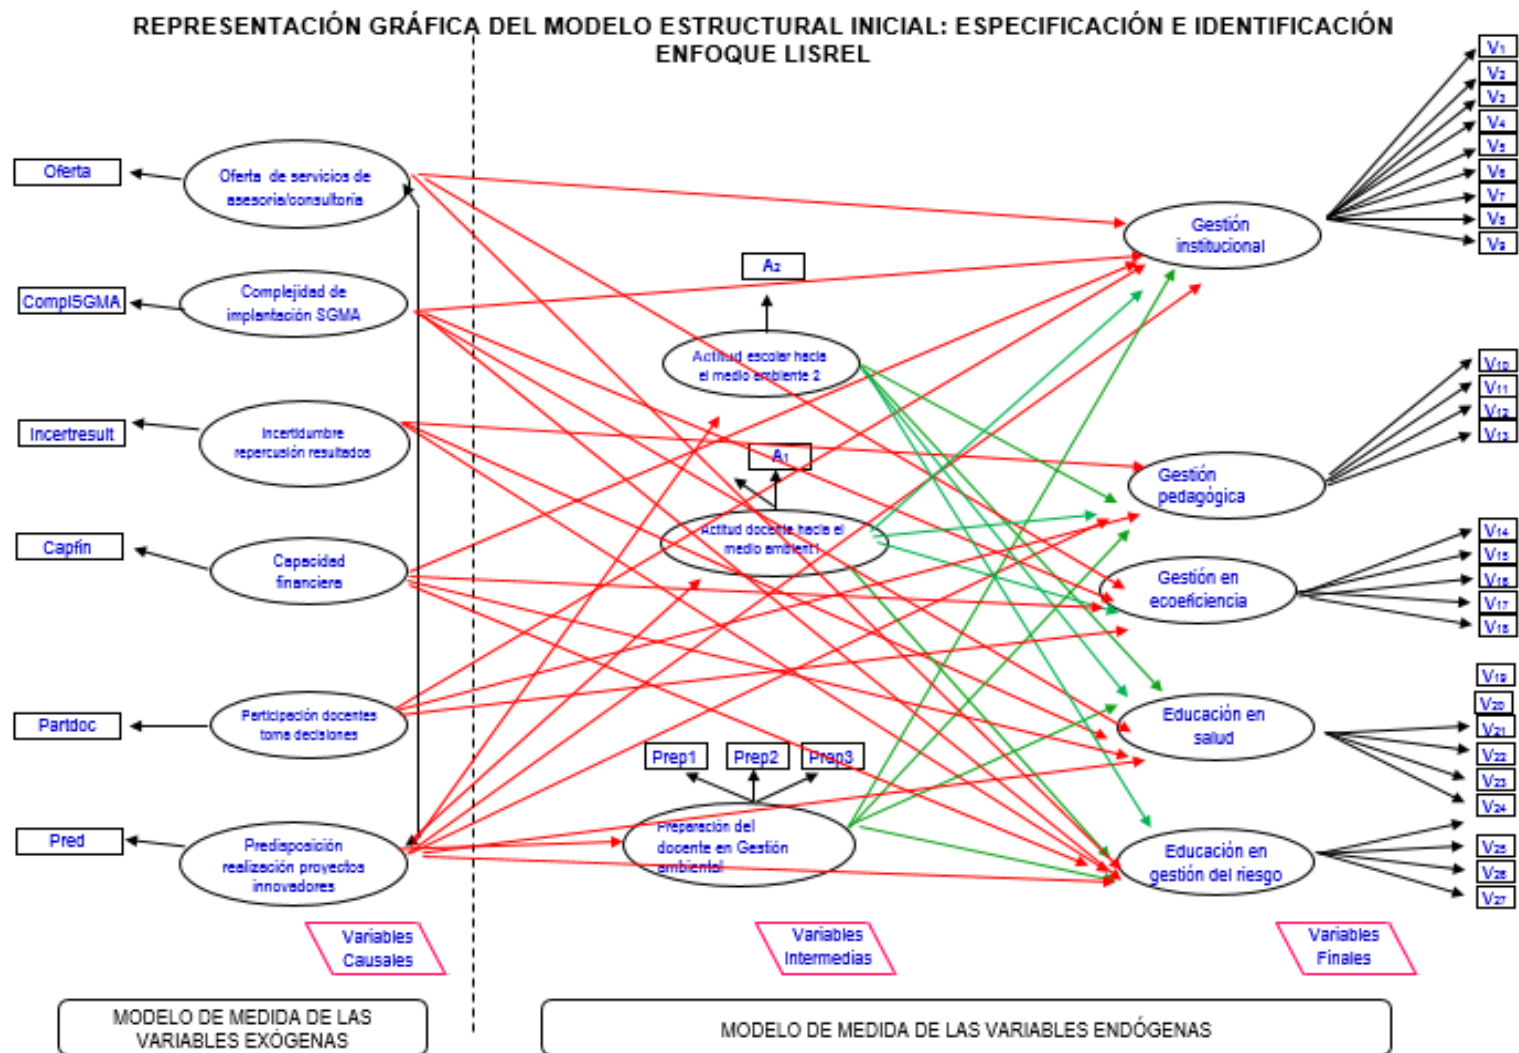 REPRESENTACIÓN GRÁFICA DEL MODELO ESTRUCTURAL INICIAL: ESPECIFICACIÓN E IDENTIFICACIÓN
ENFOQUE LISREL
Oferta
Oferta de servicios de
asesoria/consultoria
ComplSGMA
Complejidad de
implantación SGMA
Incertresult
Incertidumbre
repercusión resultados
Capfin
Capacidad
financiera
Partdoc
Participación docentes
toma decisiones
Pred
Predisposición
realización proyectos
innovadores
A2
Actitud escolar hacia
el medio ambiente 2
A1
Actitud docente hacia el
medio ambient1
Prep1
Prep2
Prep3
Preparación del
docente en Gestión
ambiental
Gestión
institucional
Gestión
pedagógica
Gestión en
ecoeficiencia
Educación en
salud
Educación en
gestión del riesgo
V1
V2
V3
V4
V5
V6
V7
V8
V9
V10
V11
V12
V13
V14
V15
V16
V17
V18
V19
V20
V21
V22
V23
V24
V25
V26
V27
Variables
Causales
Variables
Intermedias
Variables
Finales
MODELO DE MEDIDA DE LAS
VARIABLES EXÓGENAS
MODELO DE MEDIDA DE LAS VARIABLES ENDÓGENAS